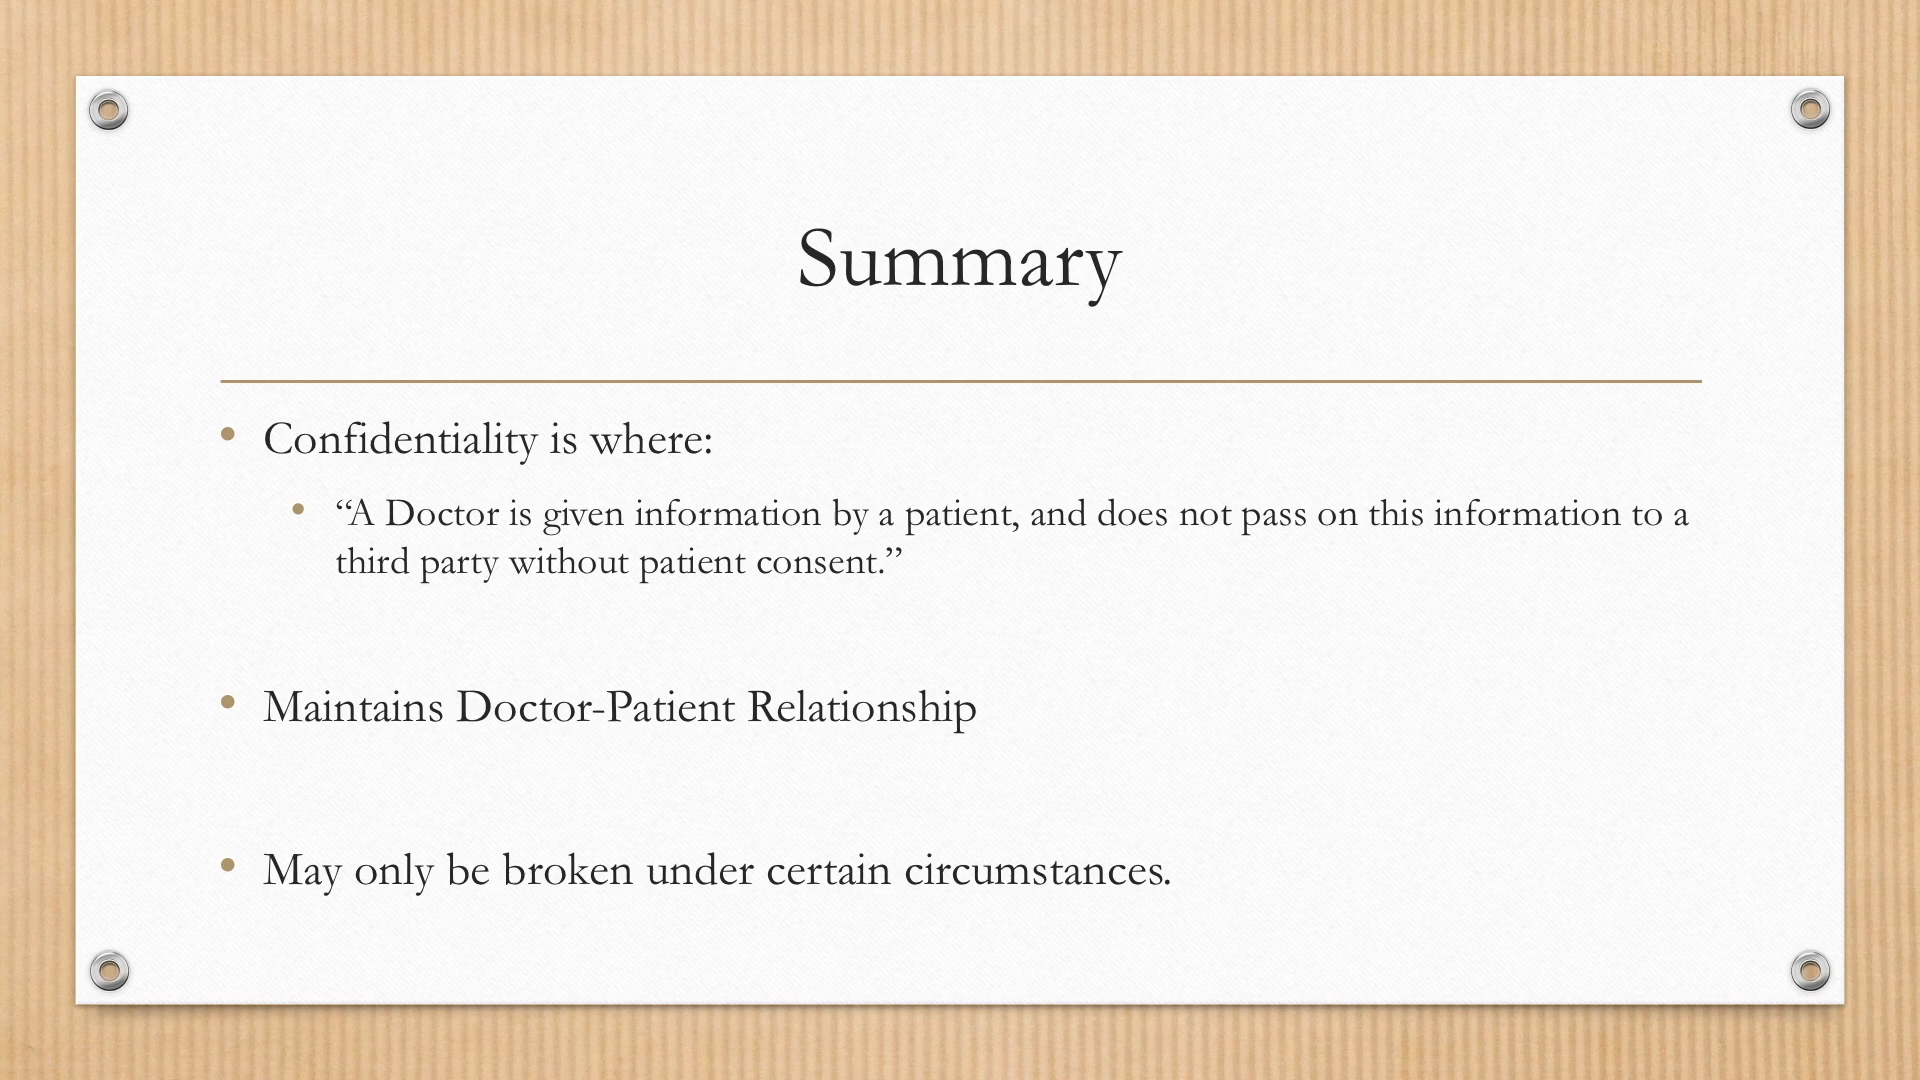 Summary
• Confidentiality is where:
• “A Doctor is given information by a patient, and does not pass on this information to a
third party without patient consent.”
• Maintains Doctor-Patient Relationship
• May only be broken under certain circumstances.